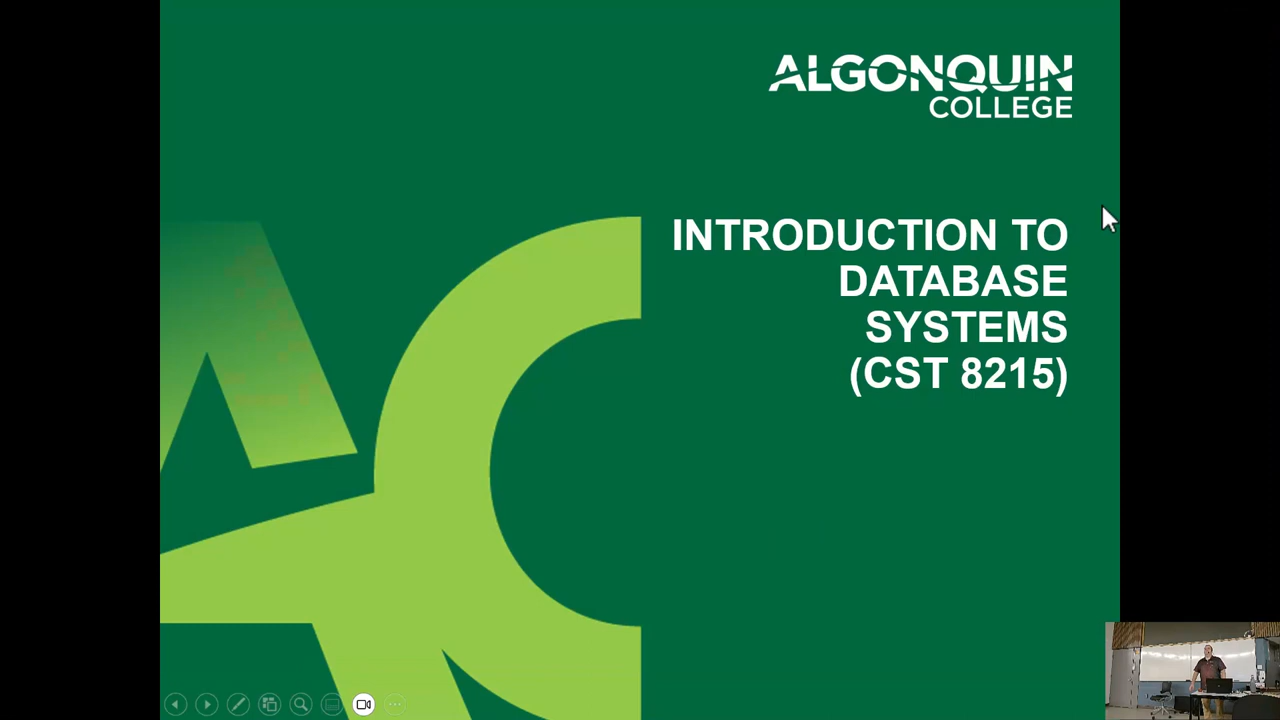 ALGONQUIN
COLLEGE
INTRODUCTION TO
DATABASE
SYSTEMS
(CST 8215)